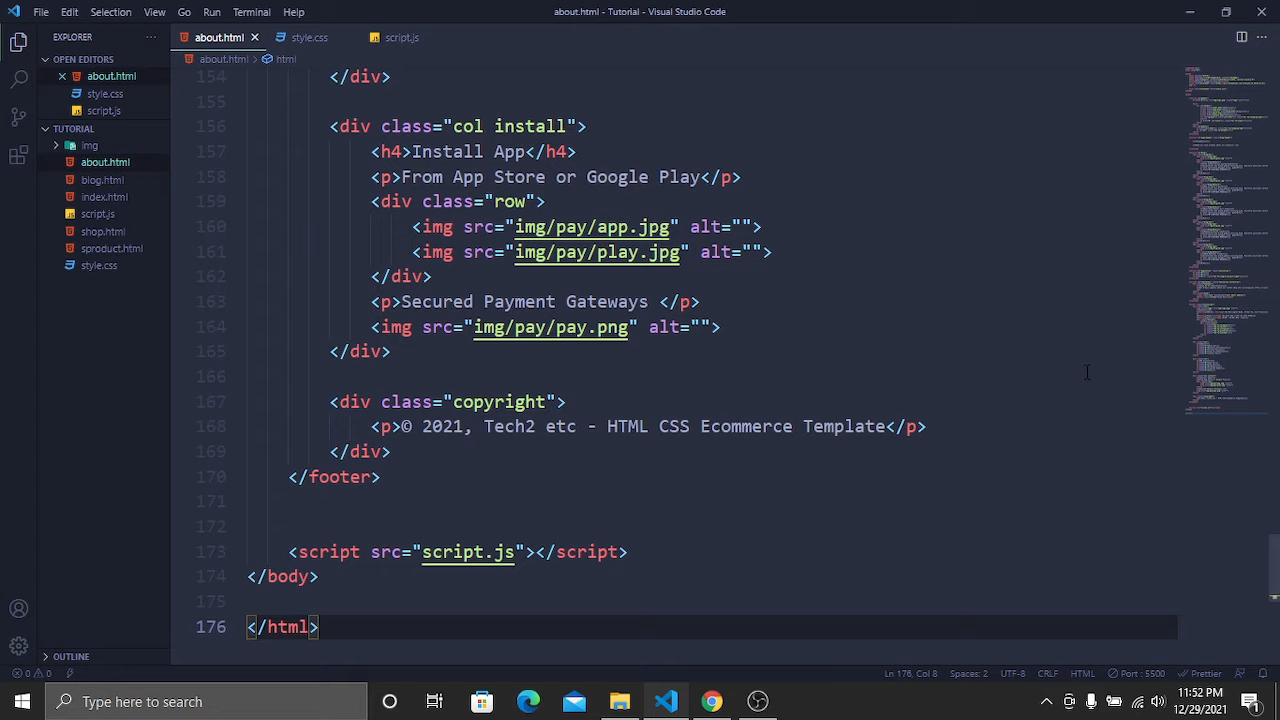 File Edit Selection View Go Run Terminal Help
about.html - Tutorial - Visual Studio Code
EXPLORER
OPEN EDITORS
about.html
style.css
script.js
TUTORIAL
img
about.html
blog.html
index.html
script.js
shop.html
sproduct.html
style.css
OUTLINE
about.html style.css script.js
about.html > html
154 </div>
155
156 <div class="col install">
157 <h4>Install App</h4>
158 <p>From App Store or Google Play</p>
159 <div class="row">
160 <img src="img/pay/app.jpg" alt="">
161 <img src="img/pay/play.jpg" alt="">
162 </div>
163 <p>Secured Payment Gateways </p>
164 <img src="img/pay/pay.png" alt="">
165 </div>
166
167 <div class="copyright">
168 <p>© 2021, Tech2 etc - HTML CSS Ecommerce Template</p>
169 </div>
170 </footer>
171
172
173 <script src="script.js"></script>
174 </body>
175
176 </html>
0 0
Ln 176, Col 8 Spaces: 2 UTF-8 CRLF HTML Port : 5500 Prettier
Type here to search
1:52 PM
12/29/2021
1